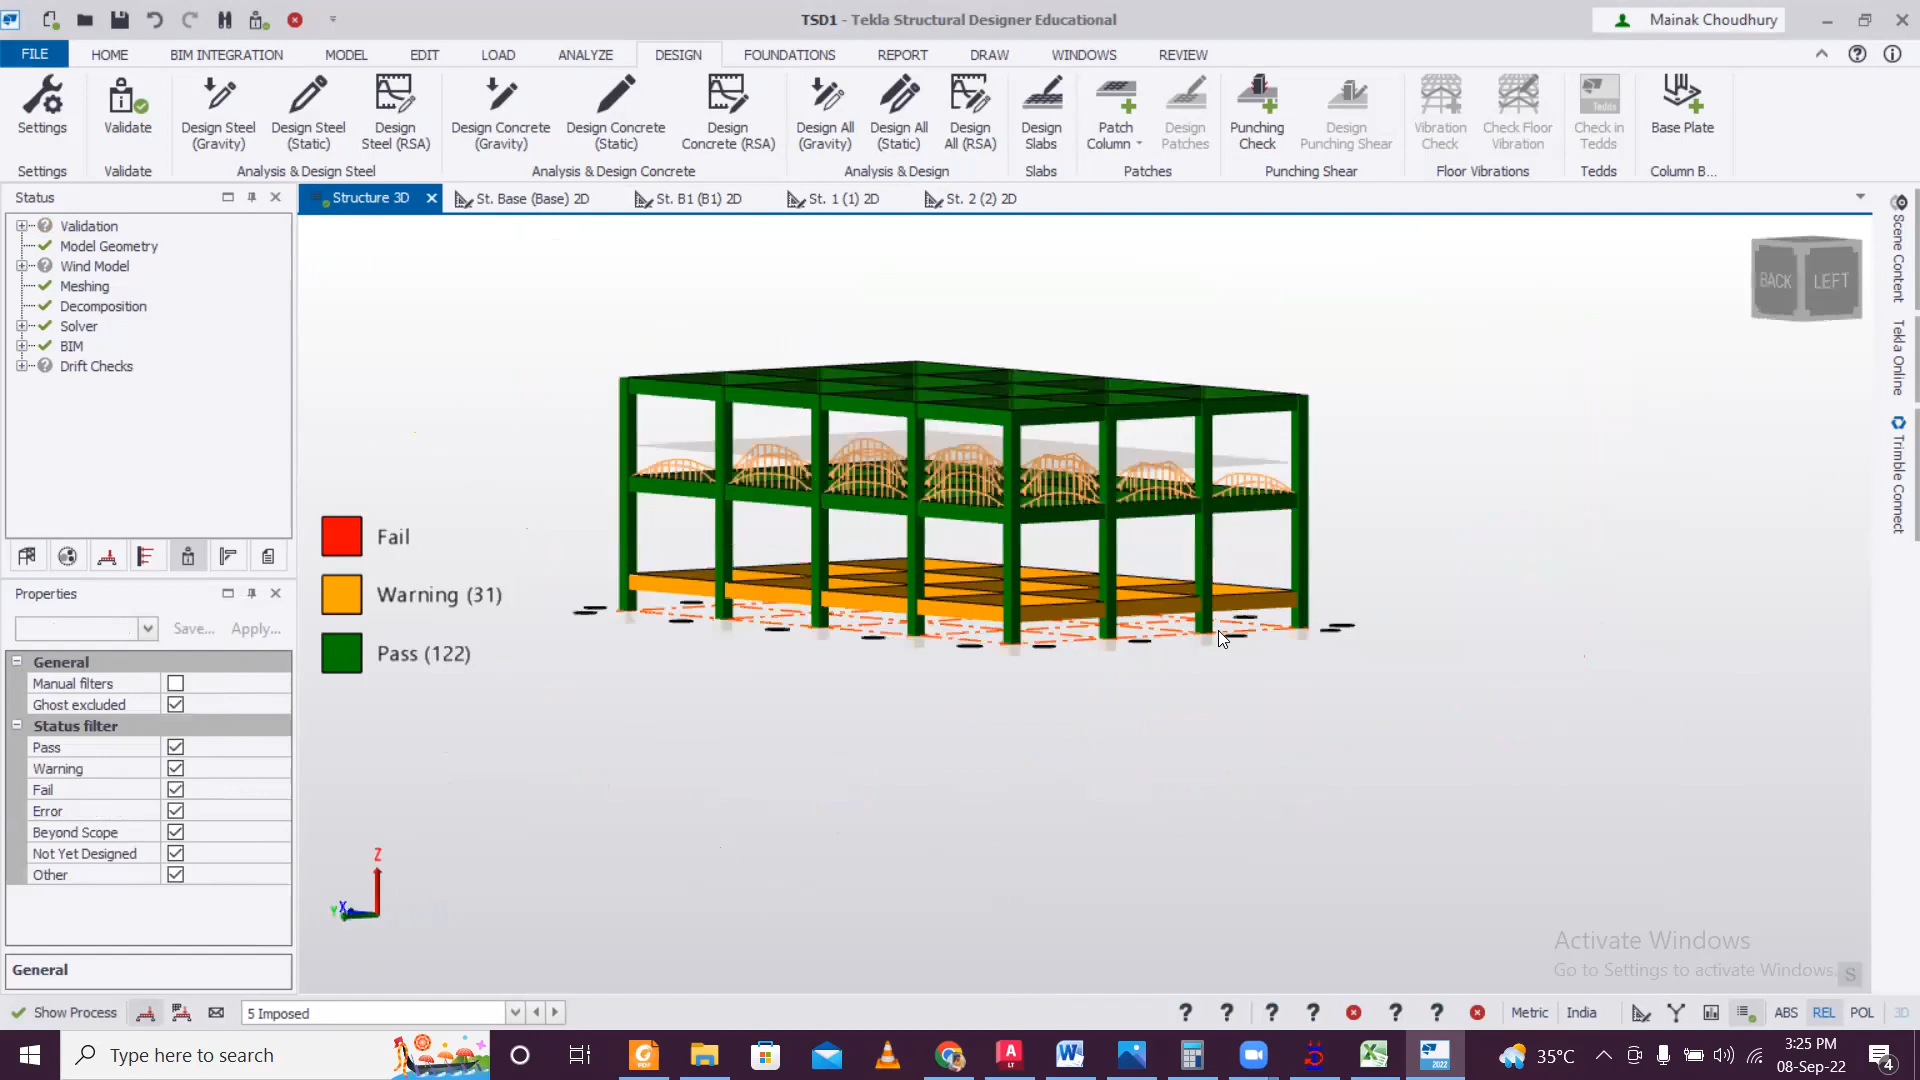 TSD1 - Tekla Structural Designer Educational
Mainak Choudhury
FILE HOME BIM INTEGRATION MODEL EDIT LOAD ANALYZE DESIGN FOUNDATIONS REPORT DRAW WINDOWS REVIEW
Settings
Validate
Design Steel (Gravity)
Design Steel (Static)
Design Steel (RSA)
Design Concrete (Gravity)
Design Concrete (Static)
Design Concrete (RSA)
Design All (Gravity)
Design All (Static)
Design All (RSA)
Design Slabs
Patch Column
Design Patches
Punching Check
Design Punching Shear
Vibration Check
Check Floor Vibration
Tedds
Check in Tedds
Base Plate
Settings Validate Analysis & Design Steel Analysis & Design Concrete Analysis & Design Slabs Patches Punching Shear Floor Vibrations Tedds Column B...
Status
Structure 3D St. Base (Base) 2D St. B1 (B1) 2D St. 1 (1) 2D St. 2 (2) 2D
Validation
Model Geometry
Wind Model
Meshing
Decomposition
Solver
BIM
Drift Checks
BACK LEFT
Scene Content
Tekla Online
Trimble Connect
Fail
Warning (31)
Pass (122)
Properties
Save... Apply...
General
Manual filters
Ghost excluded
Status filter
Pass
Warning
Fail
Error
Beyond Scope
Not Yet Designed
Other
General
Z
X
Y
Activate Windows
Go to Settings to activate Windows.
S
Show Process 5 Imposed Metric India ABS REL POL 3D
Type here to search
PDF
A
LT
2022
35°C
3:25 PM
08-Sep-22
4